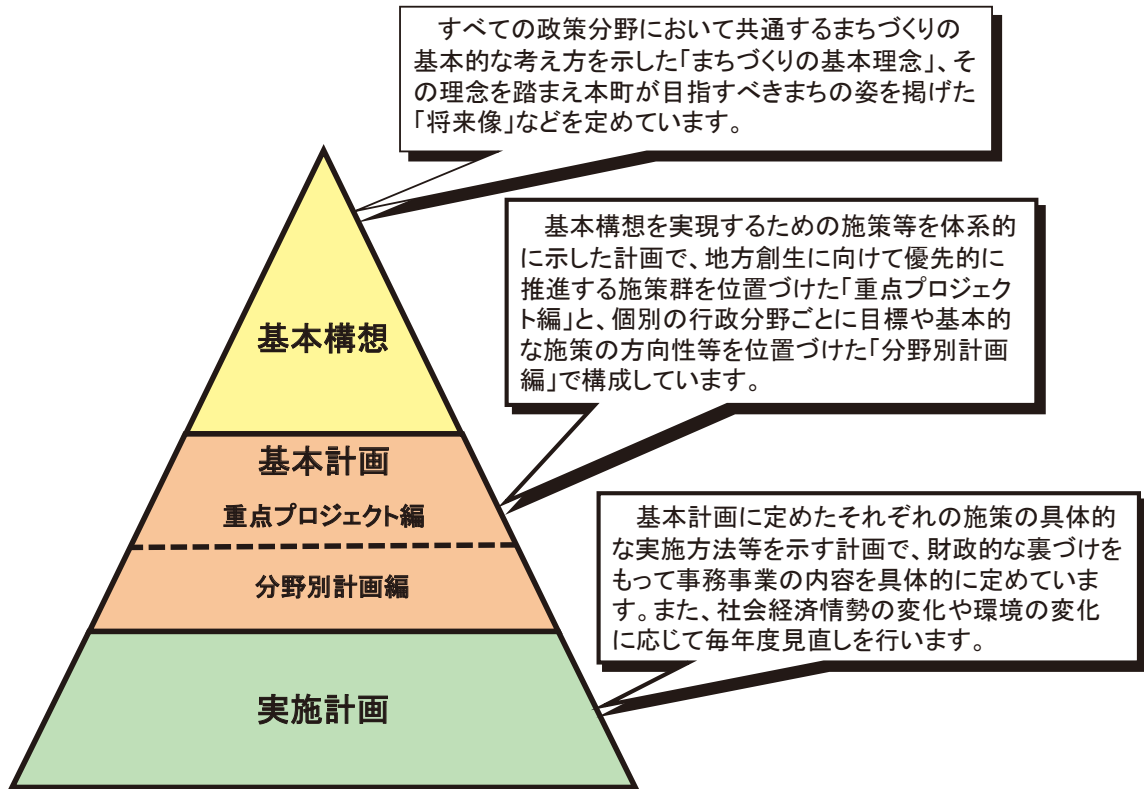 すべての政策分野において共通するまちづくりの
基本的な考え方を示した「まちづくりの基本理念」、そ
の理念を踏まえ本町が目指すべきまちの姿を掲げた
「将来像」などを定めています。
基本構想
基本構想を実現するための施策等を体系的
に示した計画で、地方創生に向けて優先的に
推進する施策群を位置づけた「重点プロジェク
ト編」と、個別の行政分野ごとに目標や基本的
な施策の方向性等を位置づけた「分野別計画
編」で構成しています。
基本計画
重点プロジェクト編
分野別計画編
基本計画に定めたそれぞれの施策の具体的
な実施方法等を示す計画で、財政的な裏づけを
もって事務事業の内容を具体的に定めていま
す。また、社会経済情勢の変化や環境の変化
に応じて毎年度見直しを行います。
実施計画